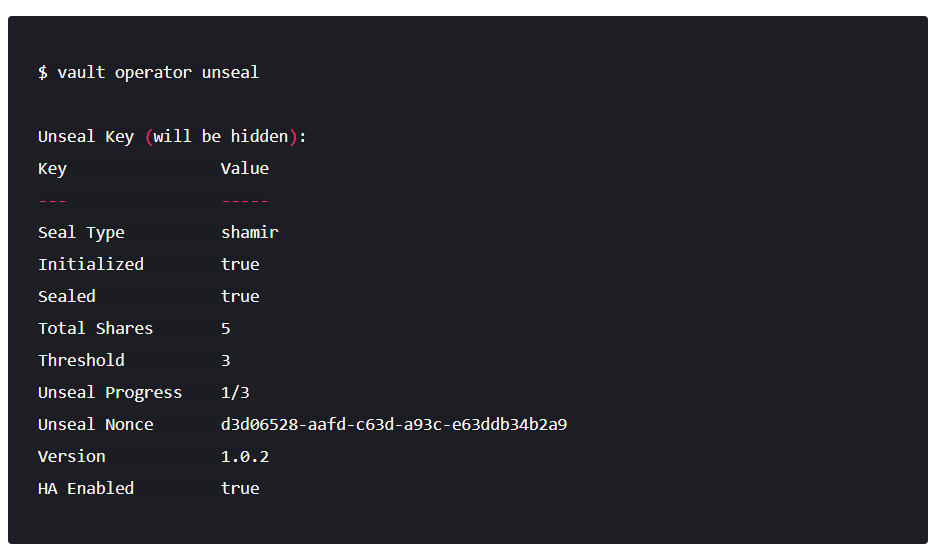 $ vault operator unseal
Unseal Key (will be hidden):
Key Value
--- -----
Seal Type shamir
Initialized true
Sealed true
Total Shares 5
Threshold 3
Unseal Progress 1/3
Unseal Nonce d3d06528-aafd-c63d-a93c-e63ddb34b2a9
Version 1.0.2
HA Enabled true